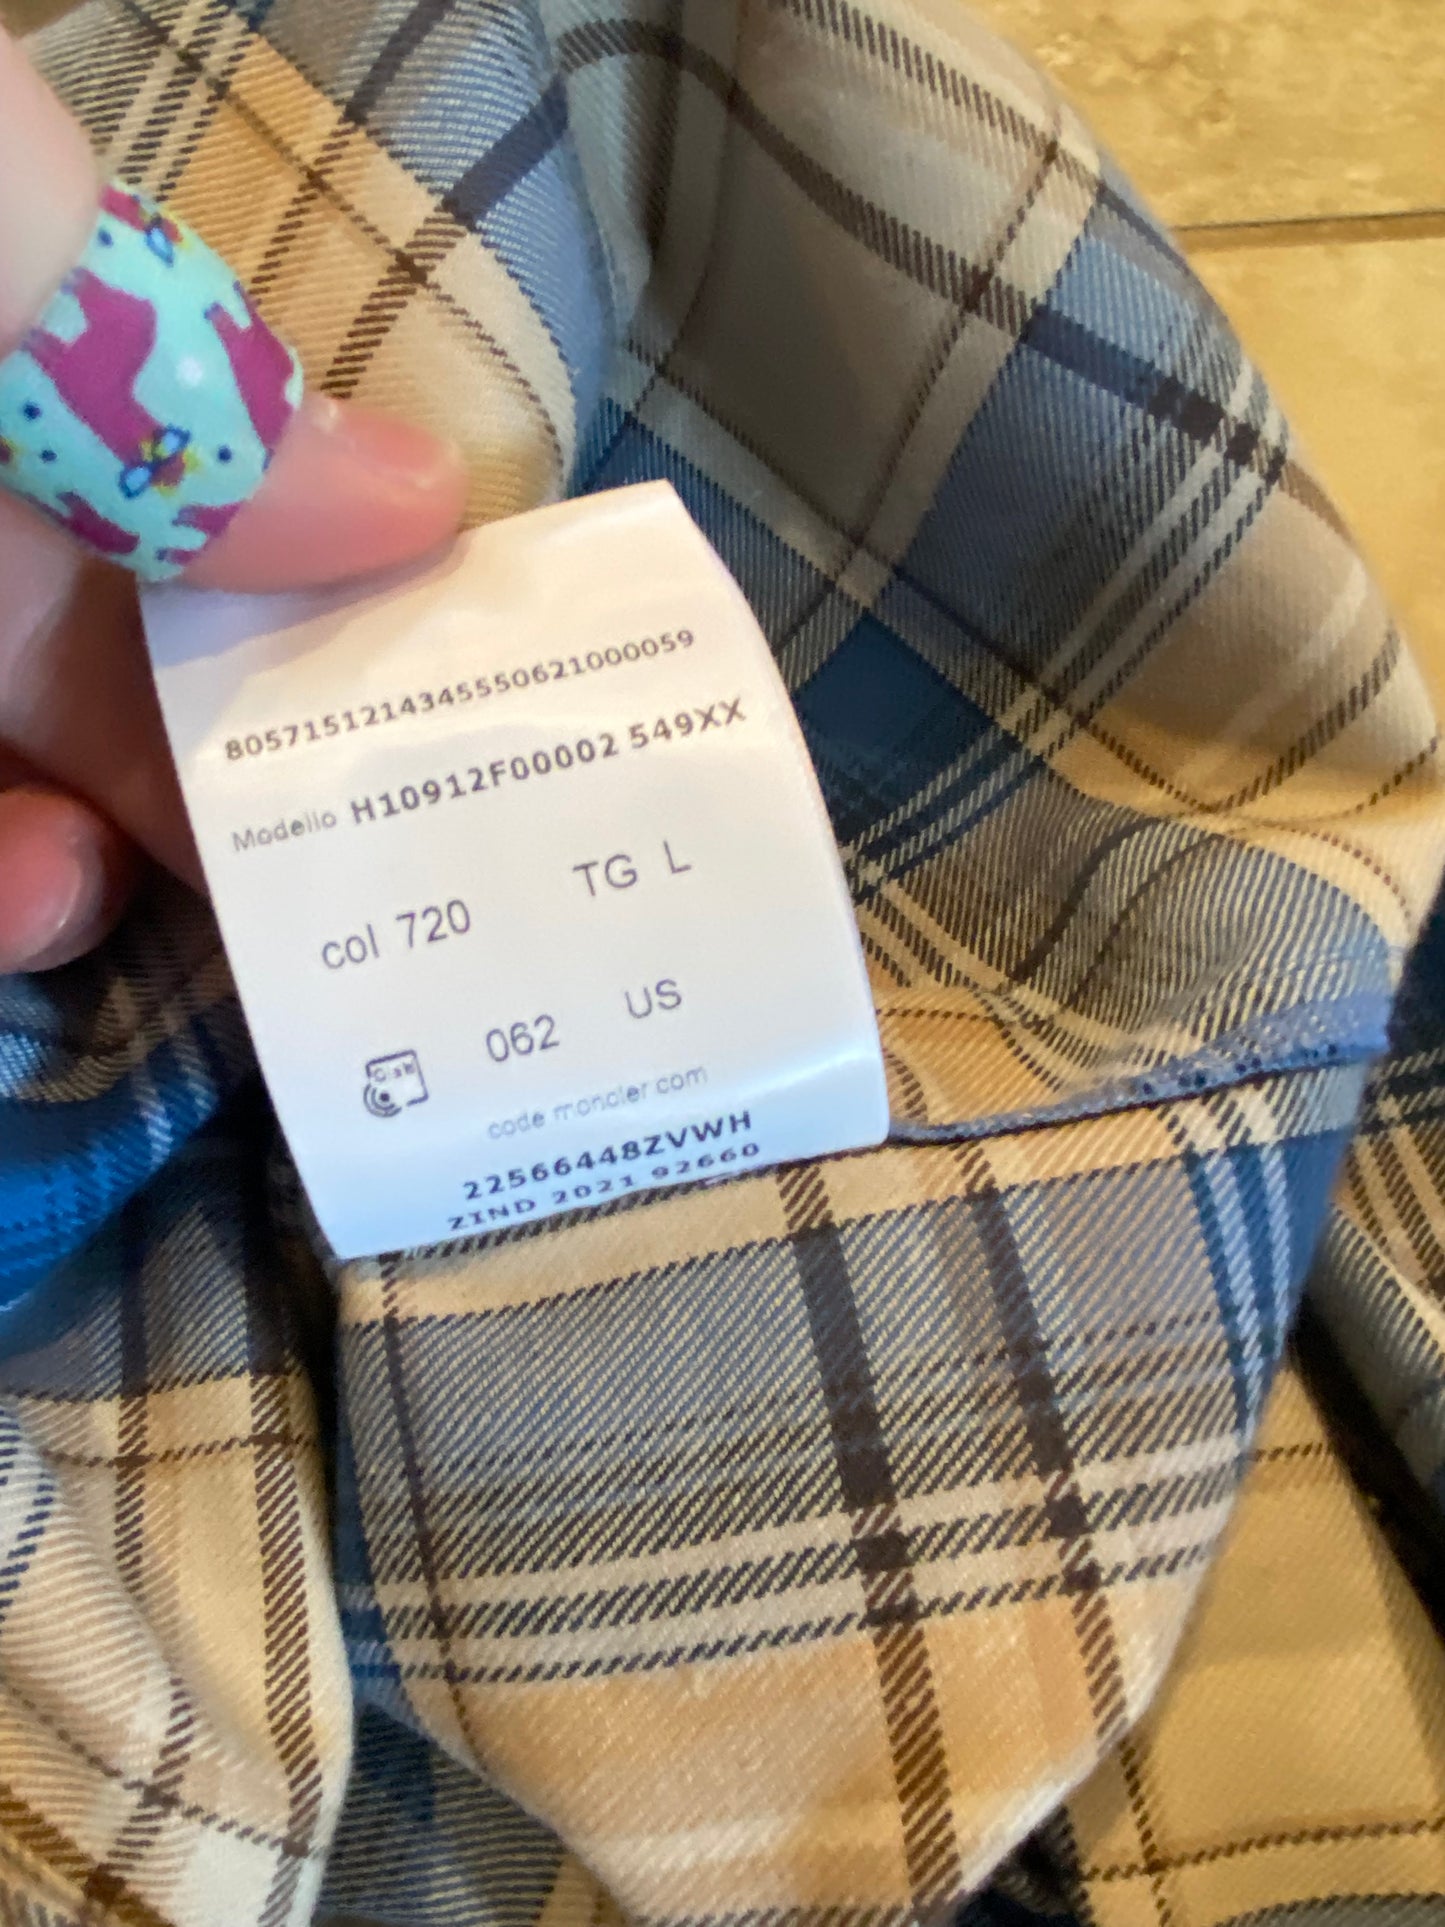 8057151214345550621000059
Modello H10912F00002 549XX
col 720 TG L
062 US
code moncler com
22566448ZVWH
ZIND 2021 92660